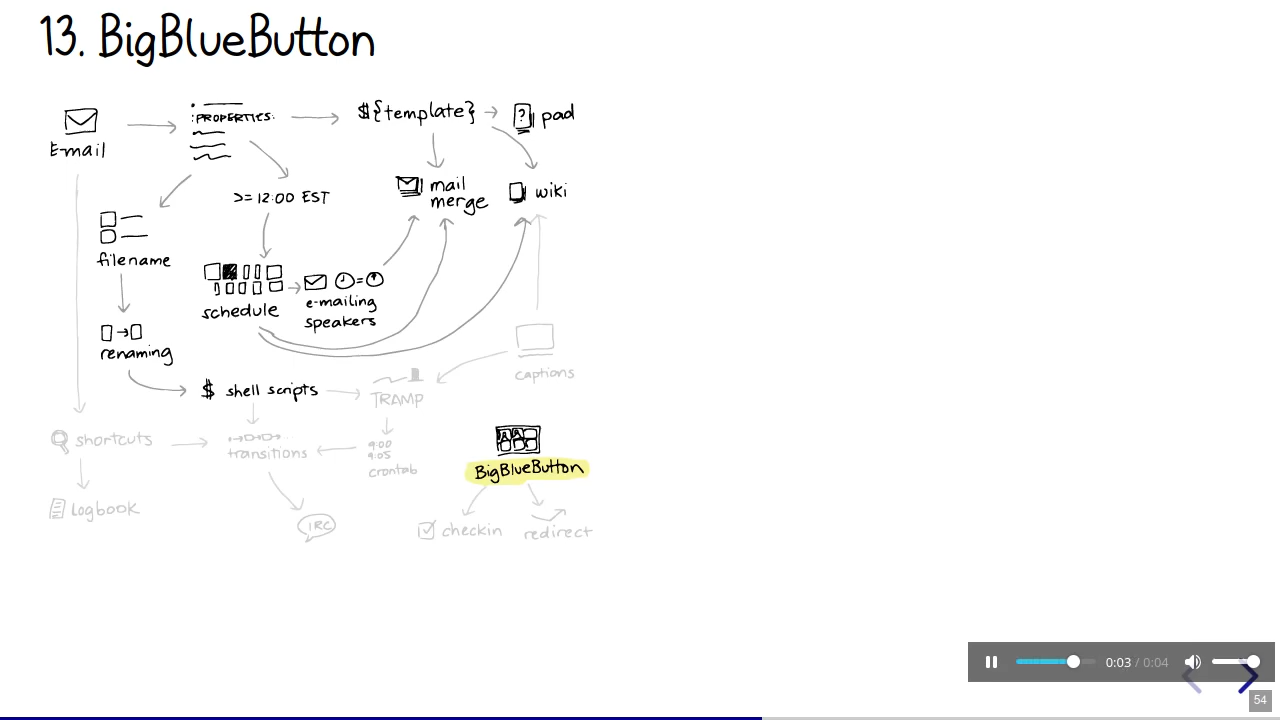 13. BigBlueButton
E-mail
:PROPERTIES:
${template}
? pad
>= 12:00 EST
mail
merge
wiki
filename
schedule
e-mailing
speakers
renaming
$ shell scripts
TRAMP
captions
shortcuts
transitions
9:00
9:05
crontab
BigBlueButton
logbook
IRC
checkin
redirect
0:03 / 0:04
54